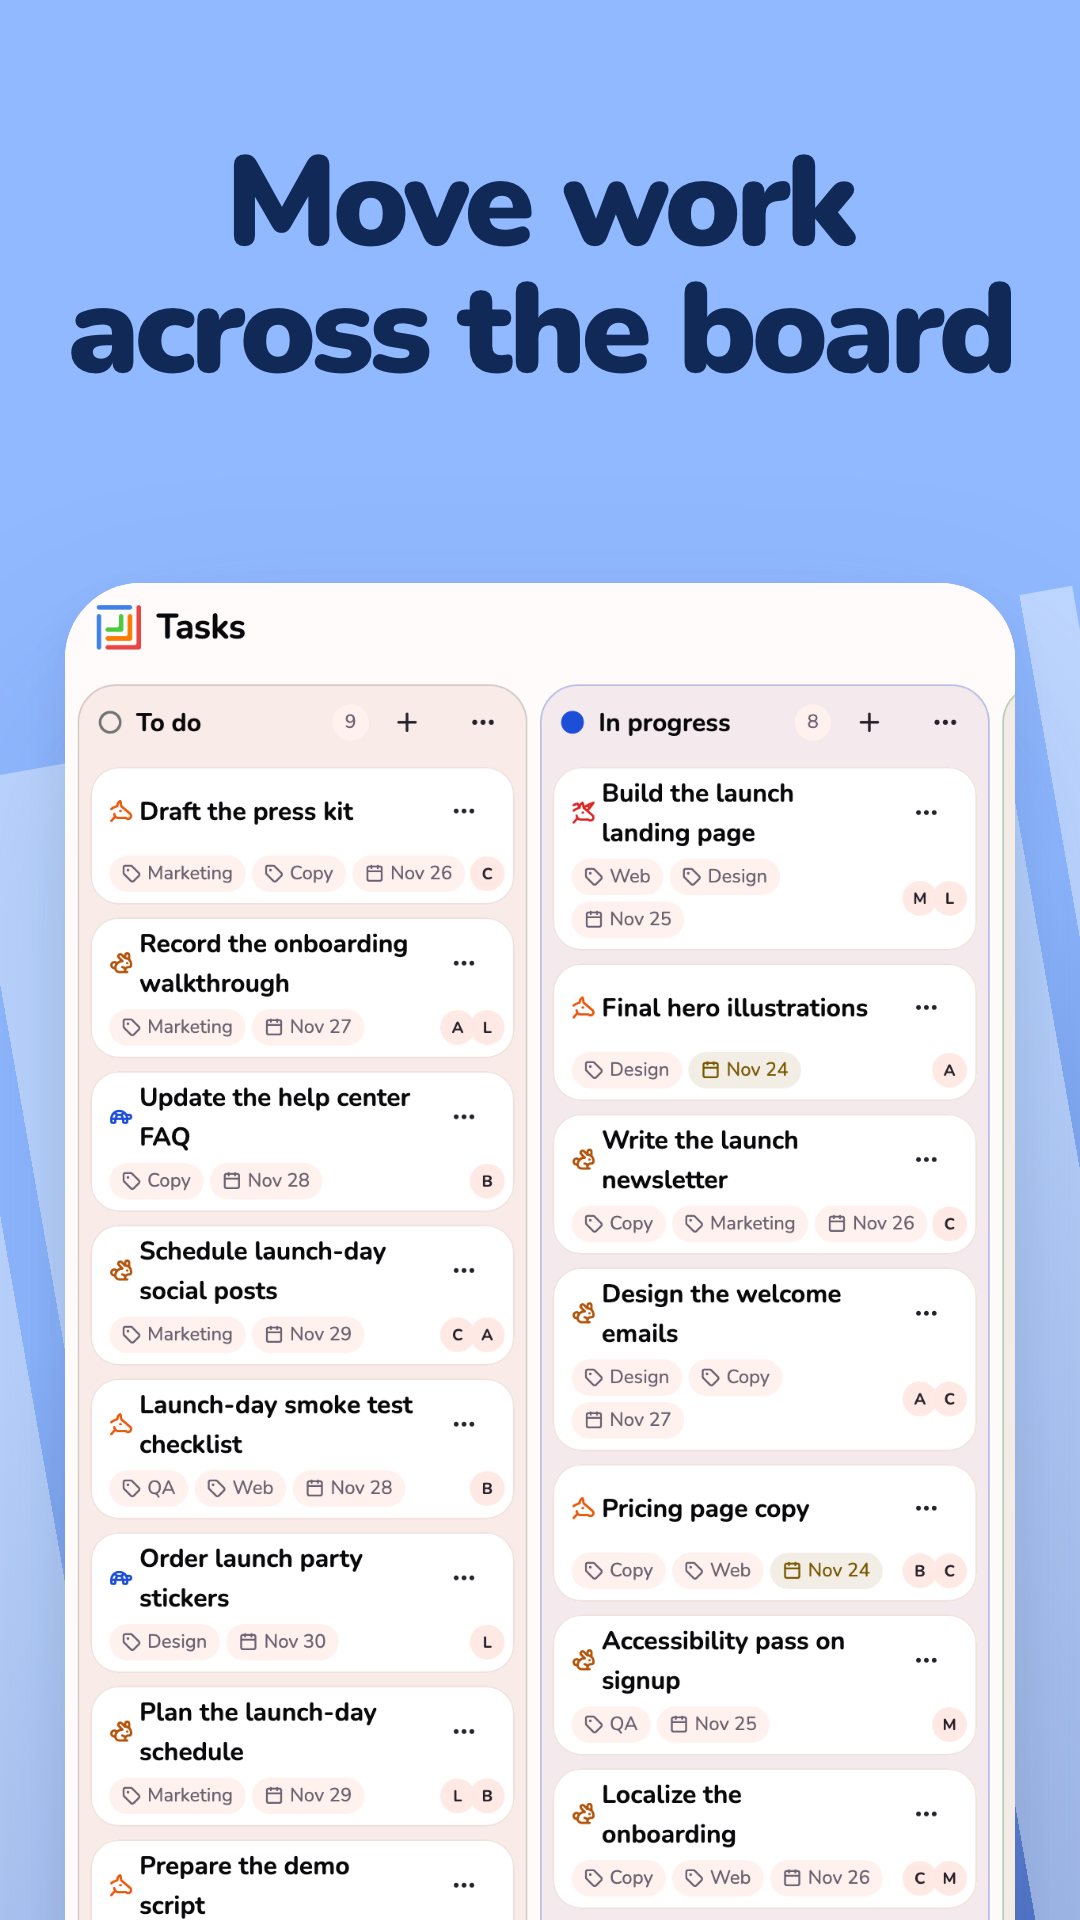 Move work
across the board
Tasks
To do 9
Draft the press kit
Marketing Copy Nov 26 C
Record the onboarding
walkthrough
Marketing Nov 27 A L
Update the help center
FAQ
Copy Nov 28 B
Schedule launch-day
social posts
Marketing Nov 29 C A
Launch-day smoke test
checklist
QA Web Nov 28 B
Order launch party
stickers
Design Nov 30 L
Plan the launch-day
schedule
Marketing Nov 29 L B
Prepare the demo
script
In progress 8
Build the launch
landing page
Web Design
Nov 25
M L
Final hero illustrations
Design Nov 24 A
Write the launch
newsletter
Copy Marketing Nov 26 C
Design the welcome
emails
Design Copy
Nov 27
A C
Pricing page copy
Copy Web Nov 24 B C
Accessibility pass on
signup
QA Nov 25 M
Localize the
onboarding
Copy Web Nov 26 C M